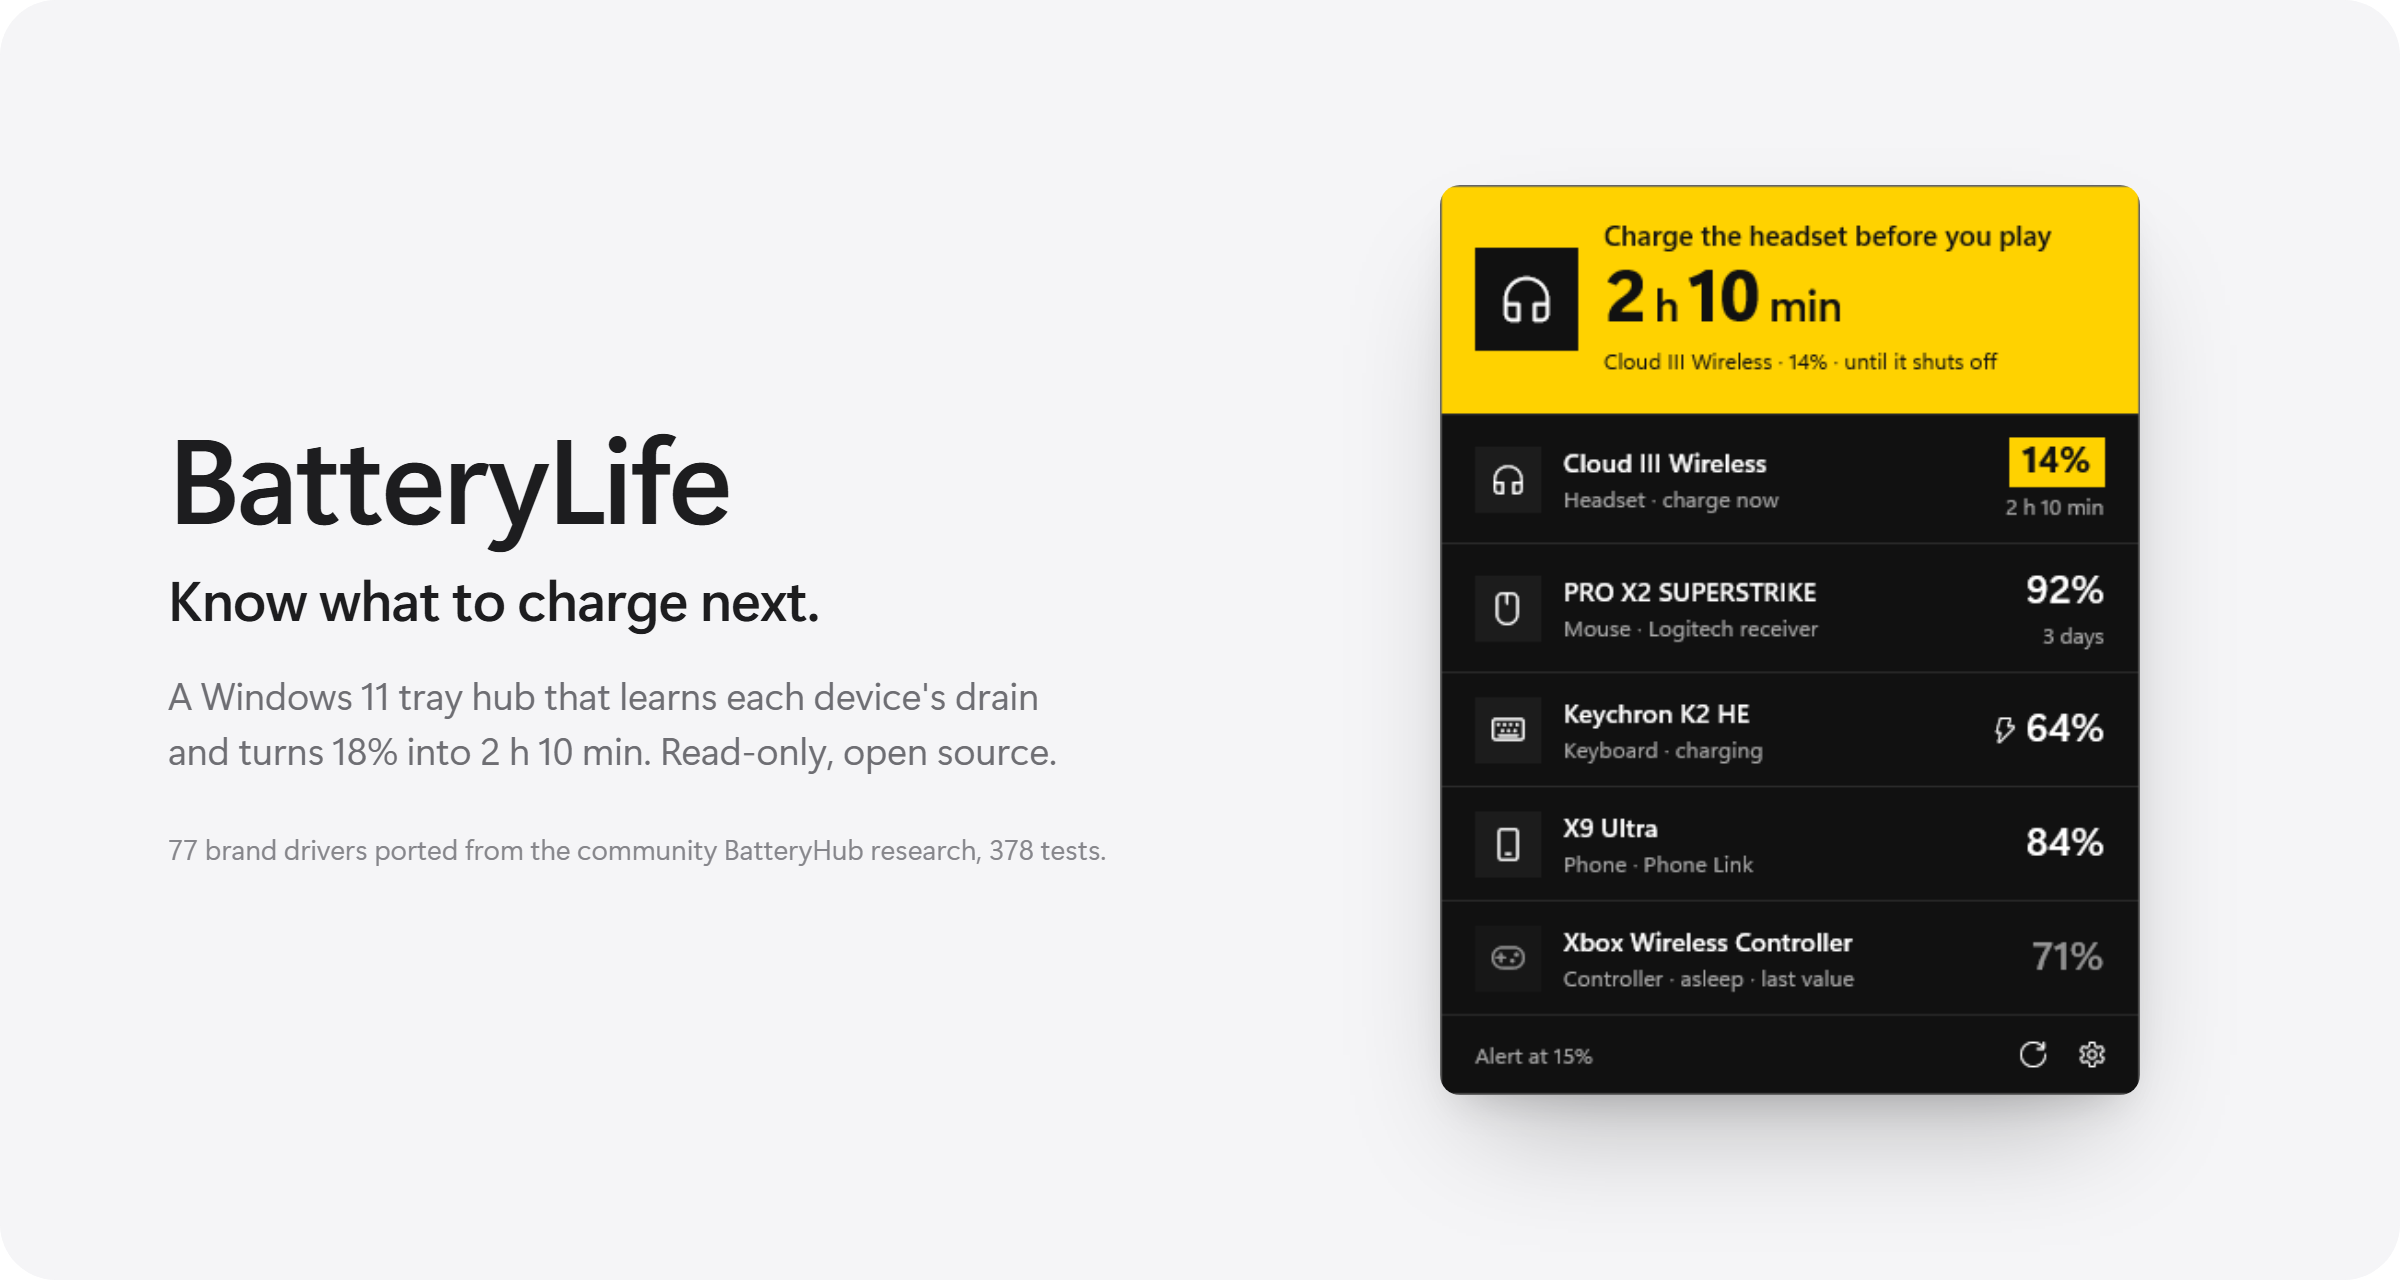 BatteryLife
Know what to charge next.
A Windows 11 tray hub that learns each device's drain
and turns 18% into 2 h 10 min. Read-only, open source.
77 brand drivers ported from the community BatteryHub research, 378 tests.
Charge the headset before you play
2 h 10 min
Cloud III Wireless · 14% · until it shuts off
Cloud III Wireless
14%
Headset · charge now
2 h 10 min
PRO X2 SUPERSTRIKE
92%
Mouse · Logitech receiver
3 days
Keychron K2 HE
64%
Keyboard · charging
X9 Ultra
84%
Phone · Phone Link
Xbox Wireless Controller
71%
Controller · asleep · last value
Alert at 15%